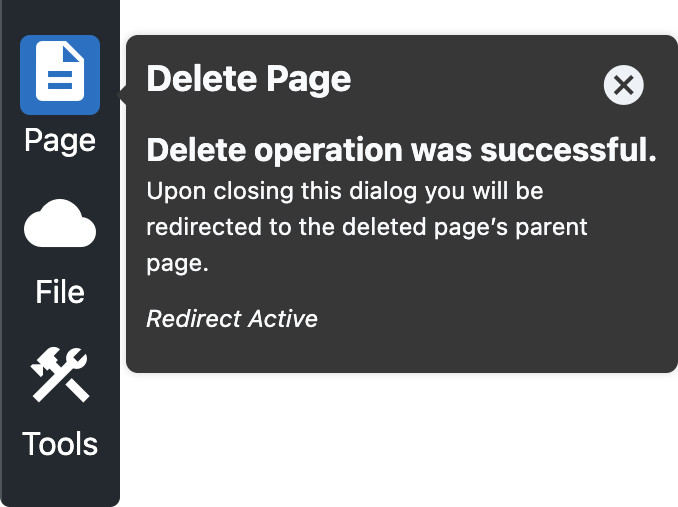 Page
File
Tools
Delete Page
Delete operation was successful.
Upon closing this dialog you will be
redirected to the deleted page’s parent
page.
Redirect Active